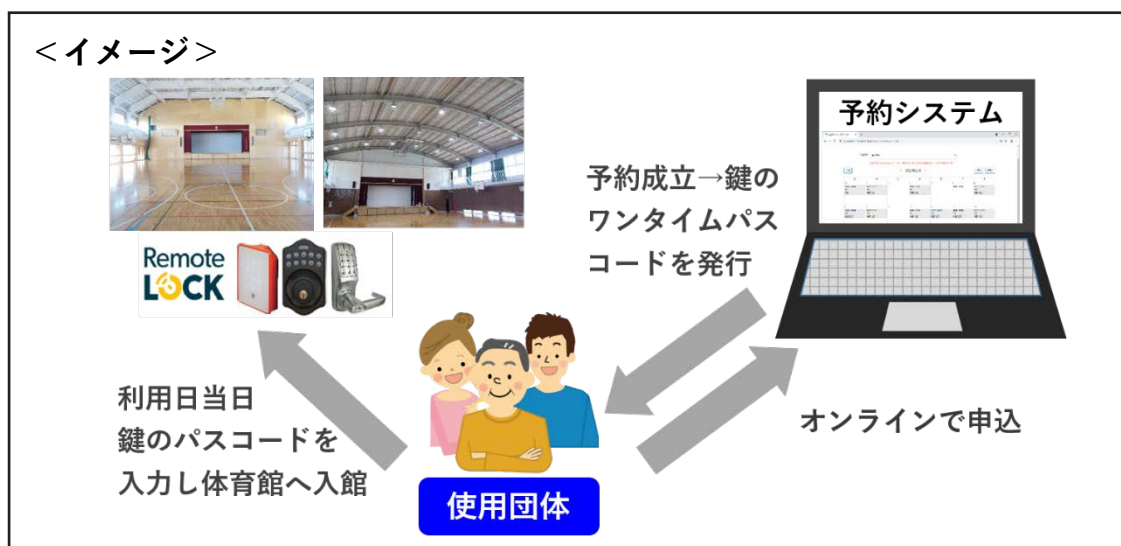 ＜イメージ＞
予約システム
予約成立→鍵の
ワンタイムパス
コードを発行
Remote
LOCK
利用日当日
鍵のパスコードを
入力し体育館へ入館
オンラインで申込
使用団体